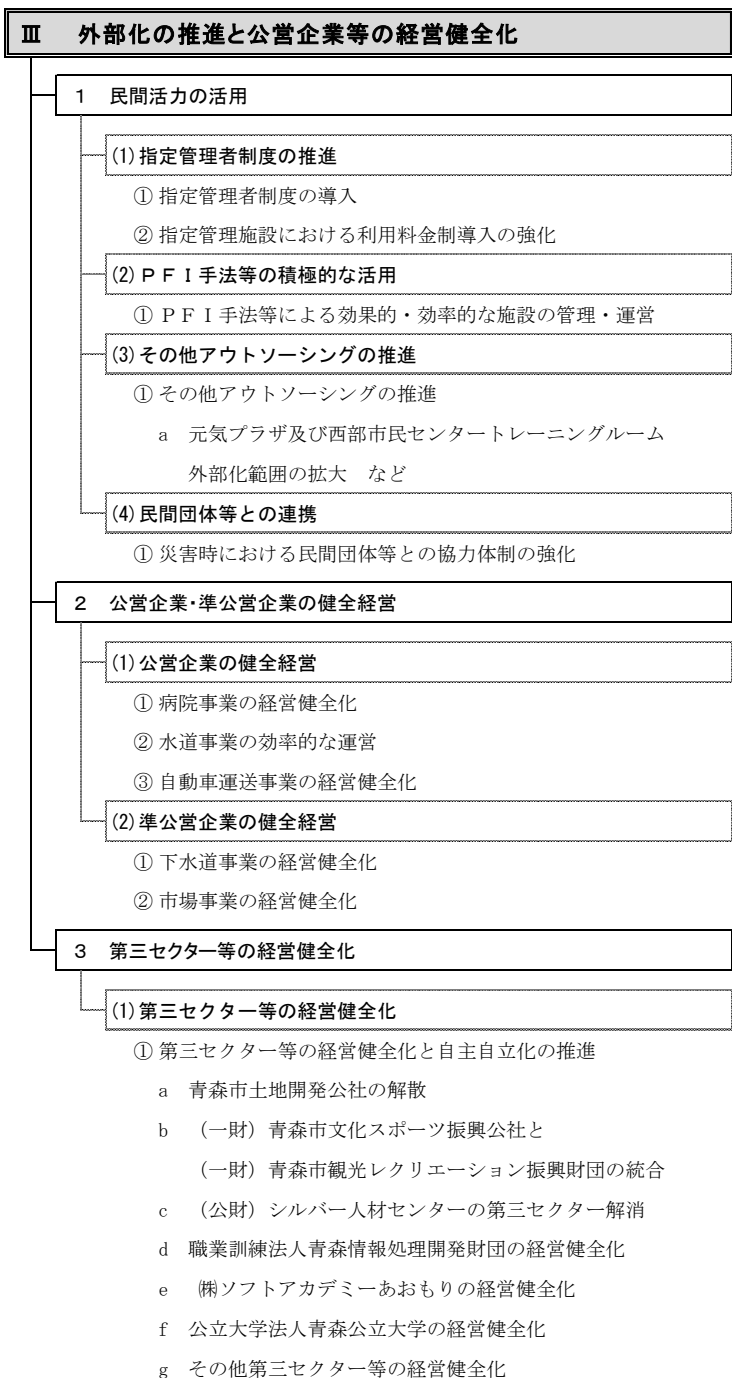 Ⅲ 外部化の推進と公営企業等の経営健全化
１ 民間活力の活用
(1)指定管理者制度の推進
① 指定管理者制度の導入
② 指定管理施設における利用料金制導入の強化
(2)ＰＦＩ手法等の積極的な活用
① ＰＦＩ手法等による効果的・効率的な施設の管理・運営
(3)その他アウトソーシングの推進
① その他アウトソーシングの推進
a 元気プラザ及び西部市民センタートレーニングルーム
外部化範囲の拡大 など
(4)民間団体等との連携
① 災害時における民間団体等との協力体制の強化
２ 公営企業・準公営企業の健全経営
(1)公営企業の健全経営
① 病院事業の経営健全化
② 水道事業の効率的な運営
③ 自動車運送事業の経営健全化
(2)準公営企業の健全経営
① 下水道事業の経営健全化
② 市場事業の経営健全化
３ 第三セクター等の経営健全化
(1)第三セクター等の経営健全化
① 第三セクター等の経営健全化と自主自立化の推進
a 青森市土地開発公社の解散
b （一財）青森市文化スポーツ振興公社と
（一財）青森市観光レクリエーション振興財団の統合
c （公財）シルバー人材センターの第三セクター解消
d 職業訓練法人青森情報処理開発財団の経営健全化
e ㈱ソフトアカデミーあおもりの経営健全化
f 公立大学法人青森公立大学の経営健全化
g その他第三セクター等の経営健全化